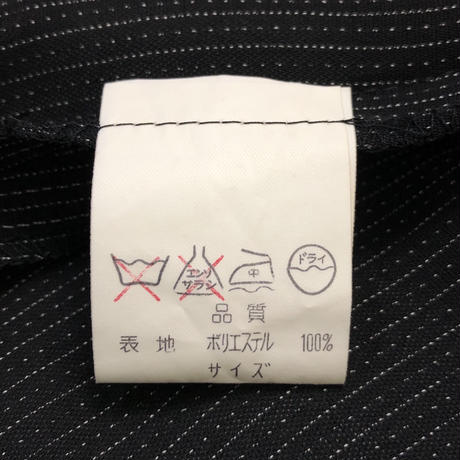 エンソ サラシ 中 ドライ
品質
表地 ポリエステル 100%
サイズ